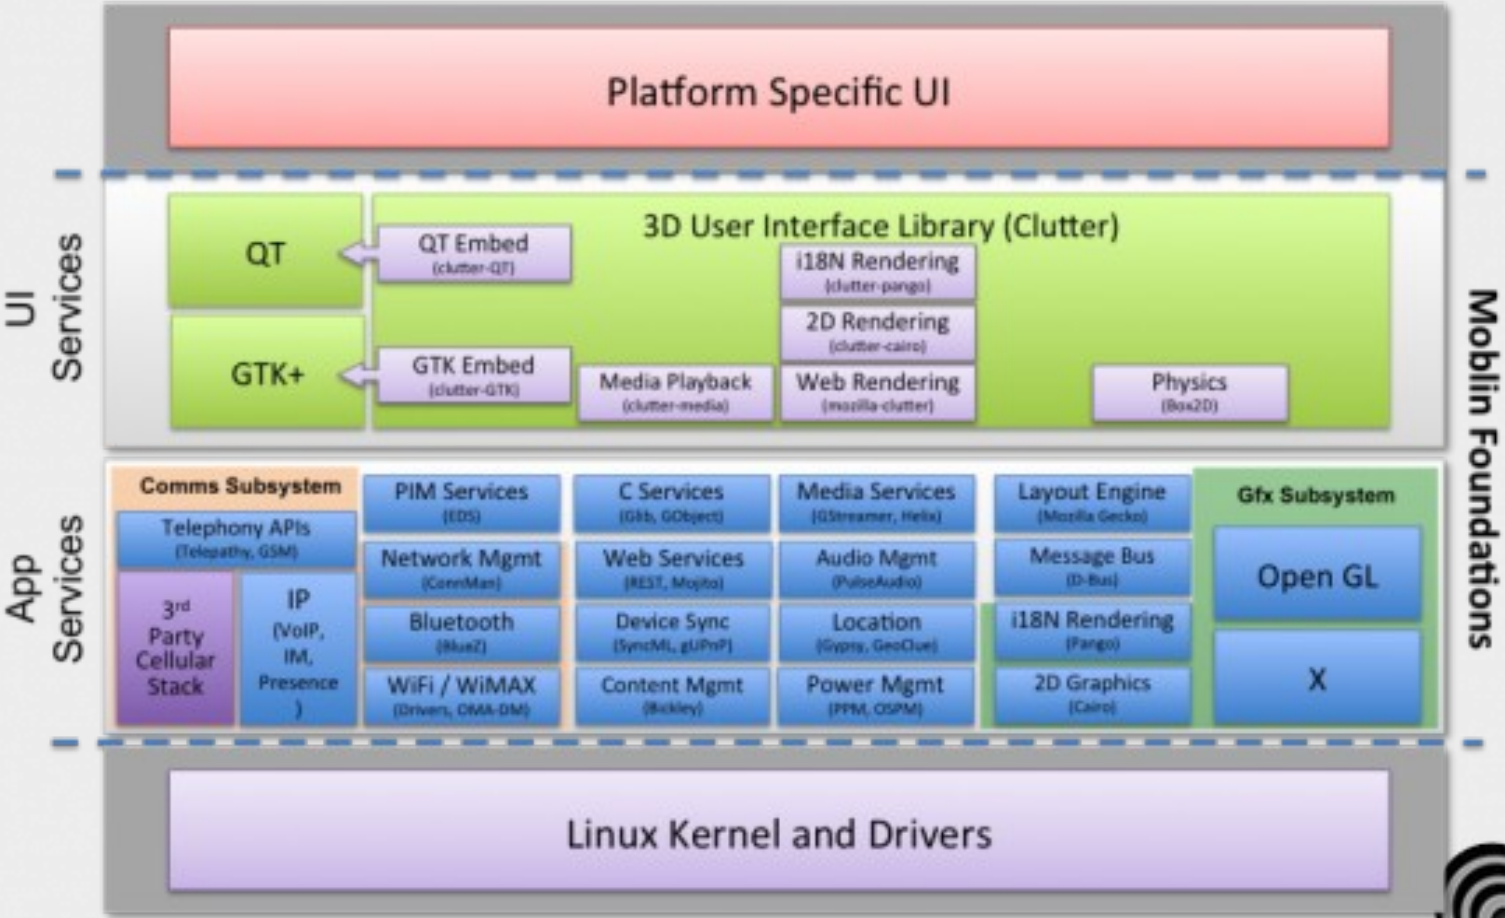 Platform Specific UI
UI
Services
QT
GTK+
QT Embed
(clutter-QT)
GTK Embed
(clutter-GTK)
3D User Interface Library (Clutter)
i18N Rendering
(clutter-pango)
2D Rendering
(clutter-cairo)
Media Playback
(clutter-media)
Web Rendering
(mozilla-clutter)
Physics
(Box2D)
Moblin Foundations
App
Services
Comms Subsystem
Telephony APIs
(Telepathy, GSM)
3rd
Party
Cellular
Stack
IP
(VoIP,
IM,
Presence
)
PIM Services
(EDS)
Network Mgmt
(ConnMan)
Bluetooth
(BlueZ)
WiFi / WiMAX
(Drivers, OMA-DM)
C Services
(Glib, GObject)
Web Services
(REST, Mojito)
Device Sync
(SyncML, gUPnP)
Content Mgmt
(Bickley)
Media Services
(GStreamer, Helix)
Audio Mgmt
(PulseAudio)
Location
(Gypsy, GeoClue)
Power Mgmt
(PPM, OSPM)
Layout Engine
(Mozilla Gecko)
Message Bus
(D-Bus)
i18N Rendering
(Pango)
2D Graphics
(Cairo)
Gfx Subsystem
Open GL
X
Linux Kernel and Drivers